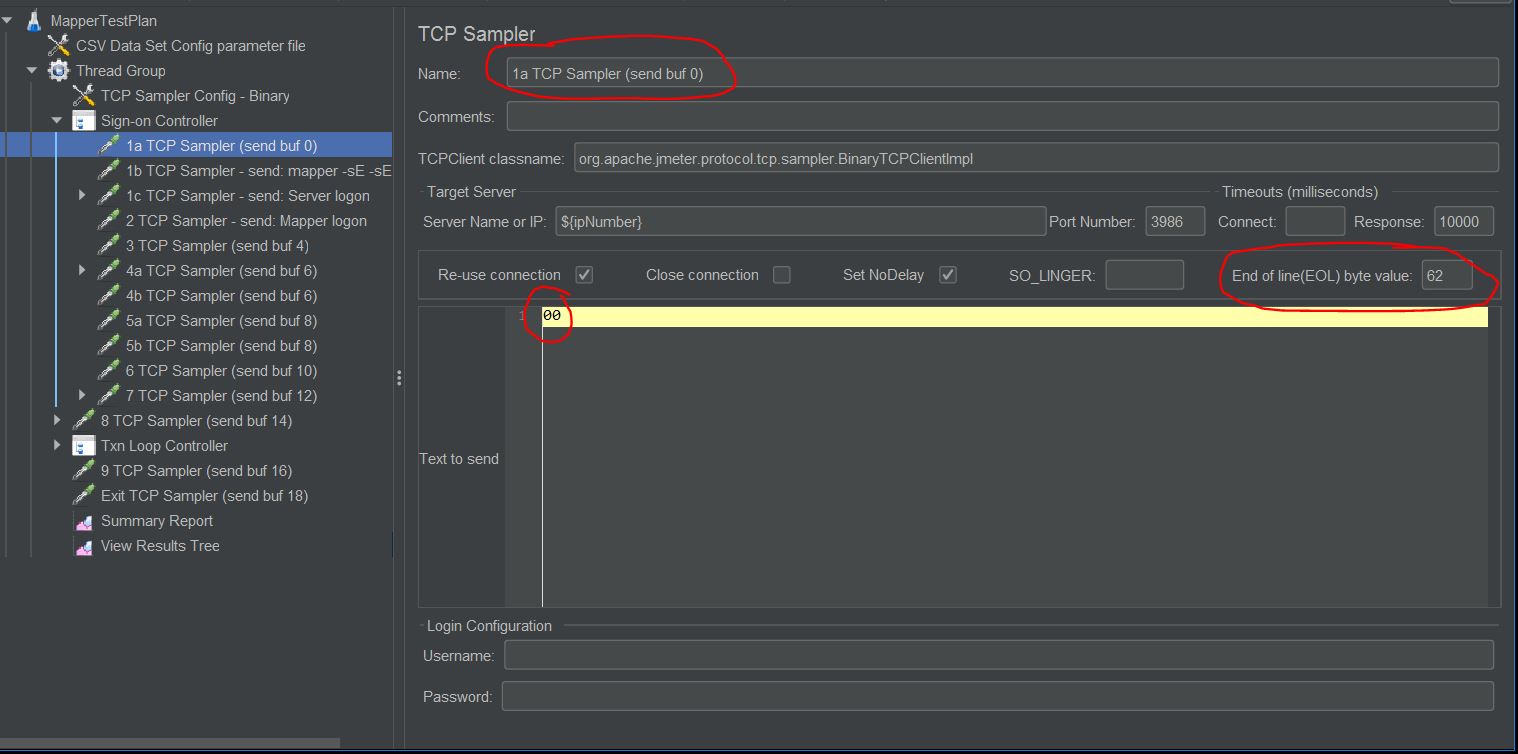 MapperTestPlan
CSV Data Set Config parameter file
Thread Group
TCP Sampler Config - Binary
Sign-on Controller
1a TCP Sampler (send buf 0)
1b TCP Sampler - send: mapper -sE -sE
1c TCP Sampler - send: Server logon
2 TCP Sampler - send: Mapper logon
3 TCP Sampler (send buf 4)
4a TCP Sampler (send buf 6)
4b TCP Sampler (send buf 6)
5a TCP Sampler (send buf 8)
5b TCP Sampler (send buf 8)
6 TCP Sampler (send buf 10)
7 TCP Sampler (send buf 12)
8 TCP Sampler (send buf 14)
Txn Loop Controller
9 TCP Sampler (send buf 16)
Exit TCP Sampler (send buf 18)
Summary Report
View Results Tree
TCP Sampler
Name: 1a TCP Sampler (send buf 0)
Comments:
TCPClient classname: org.apache.jmeter.protocol.tcp.sampler.BinaryTCPClientImpl
Target Server Timeouts (milliseconds)
Server Name or IP: ${ipNumber} Port Number: 3986 Connect: Response: 10000
Re-use connection Close connection Set NoDelay SO_LINGER: End of line(EOL) byte value: 62
1 00
Text to send
Login Configuration
Username:
Password: